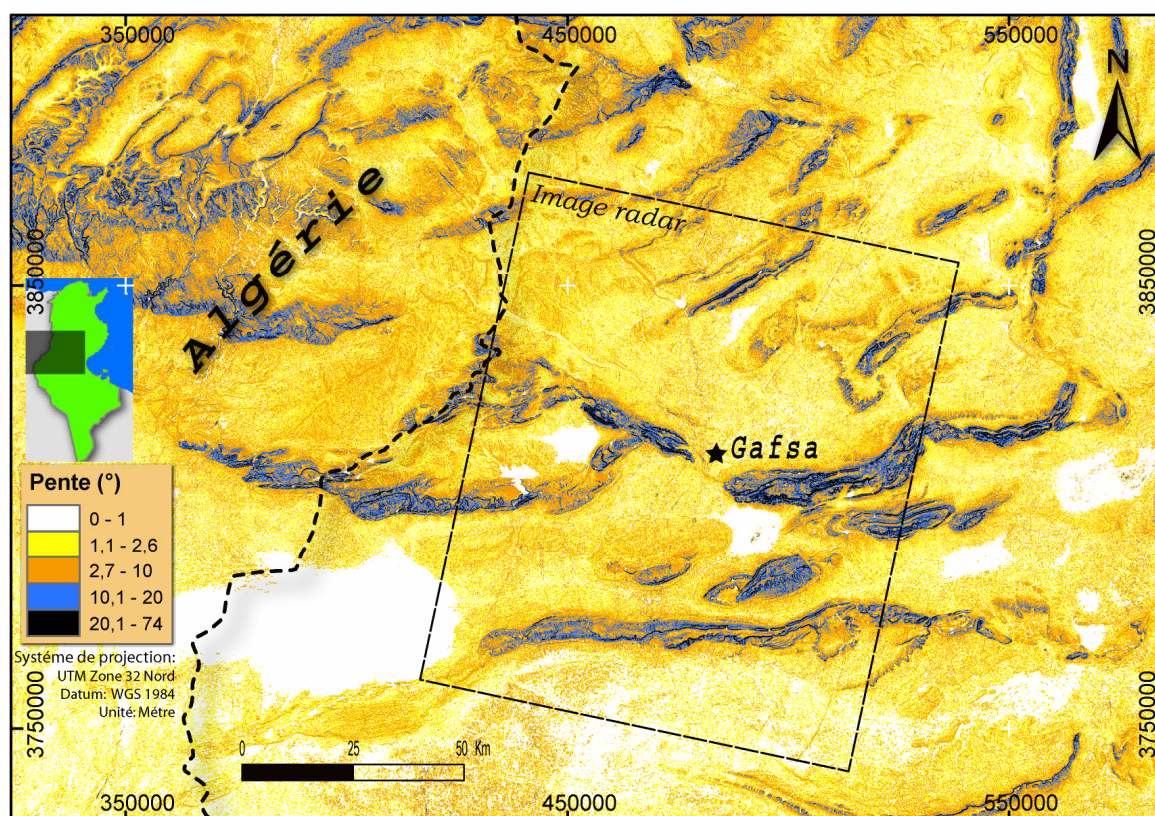 350000
450000
550000
N
Image radar
Algérie
3850000
3850000
Gafsa
Pente (°)
0 - 1
1,1 - 2,6
2,7 - 10
10,1 - 20
20,1 - 74
Systéme de projection:
UTM Zone 32 Nord
Datum: WGS 1984
Unité: Métre
3750000
3750000
0
25
50 Km
350000
450000
550000